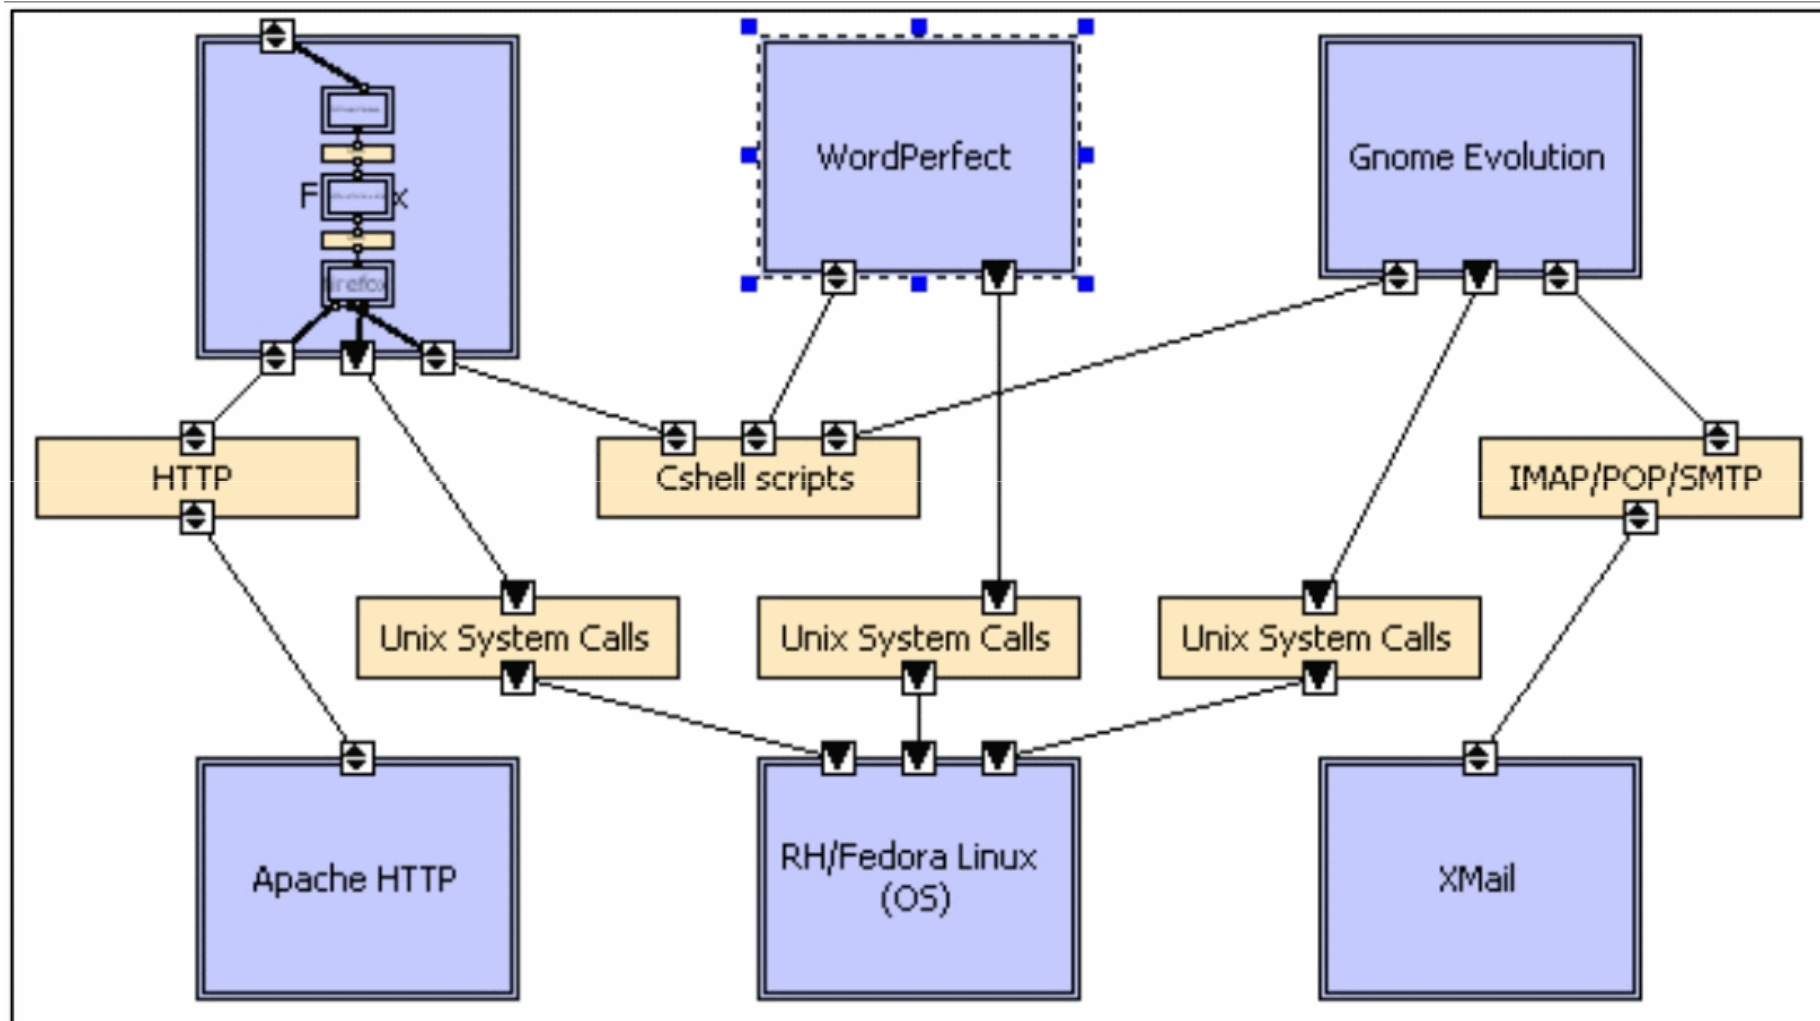 F x
firefox
WordPerfect
Gnome Evolution
HTTP
Cshell scripts
IMAP/POP/SMTP
Unix System Calls
Unix System Calls
Unix System Calls
Apache HTTP
RH/Fedora Linux
(OS)
XMail